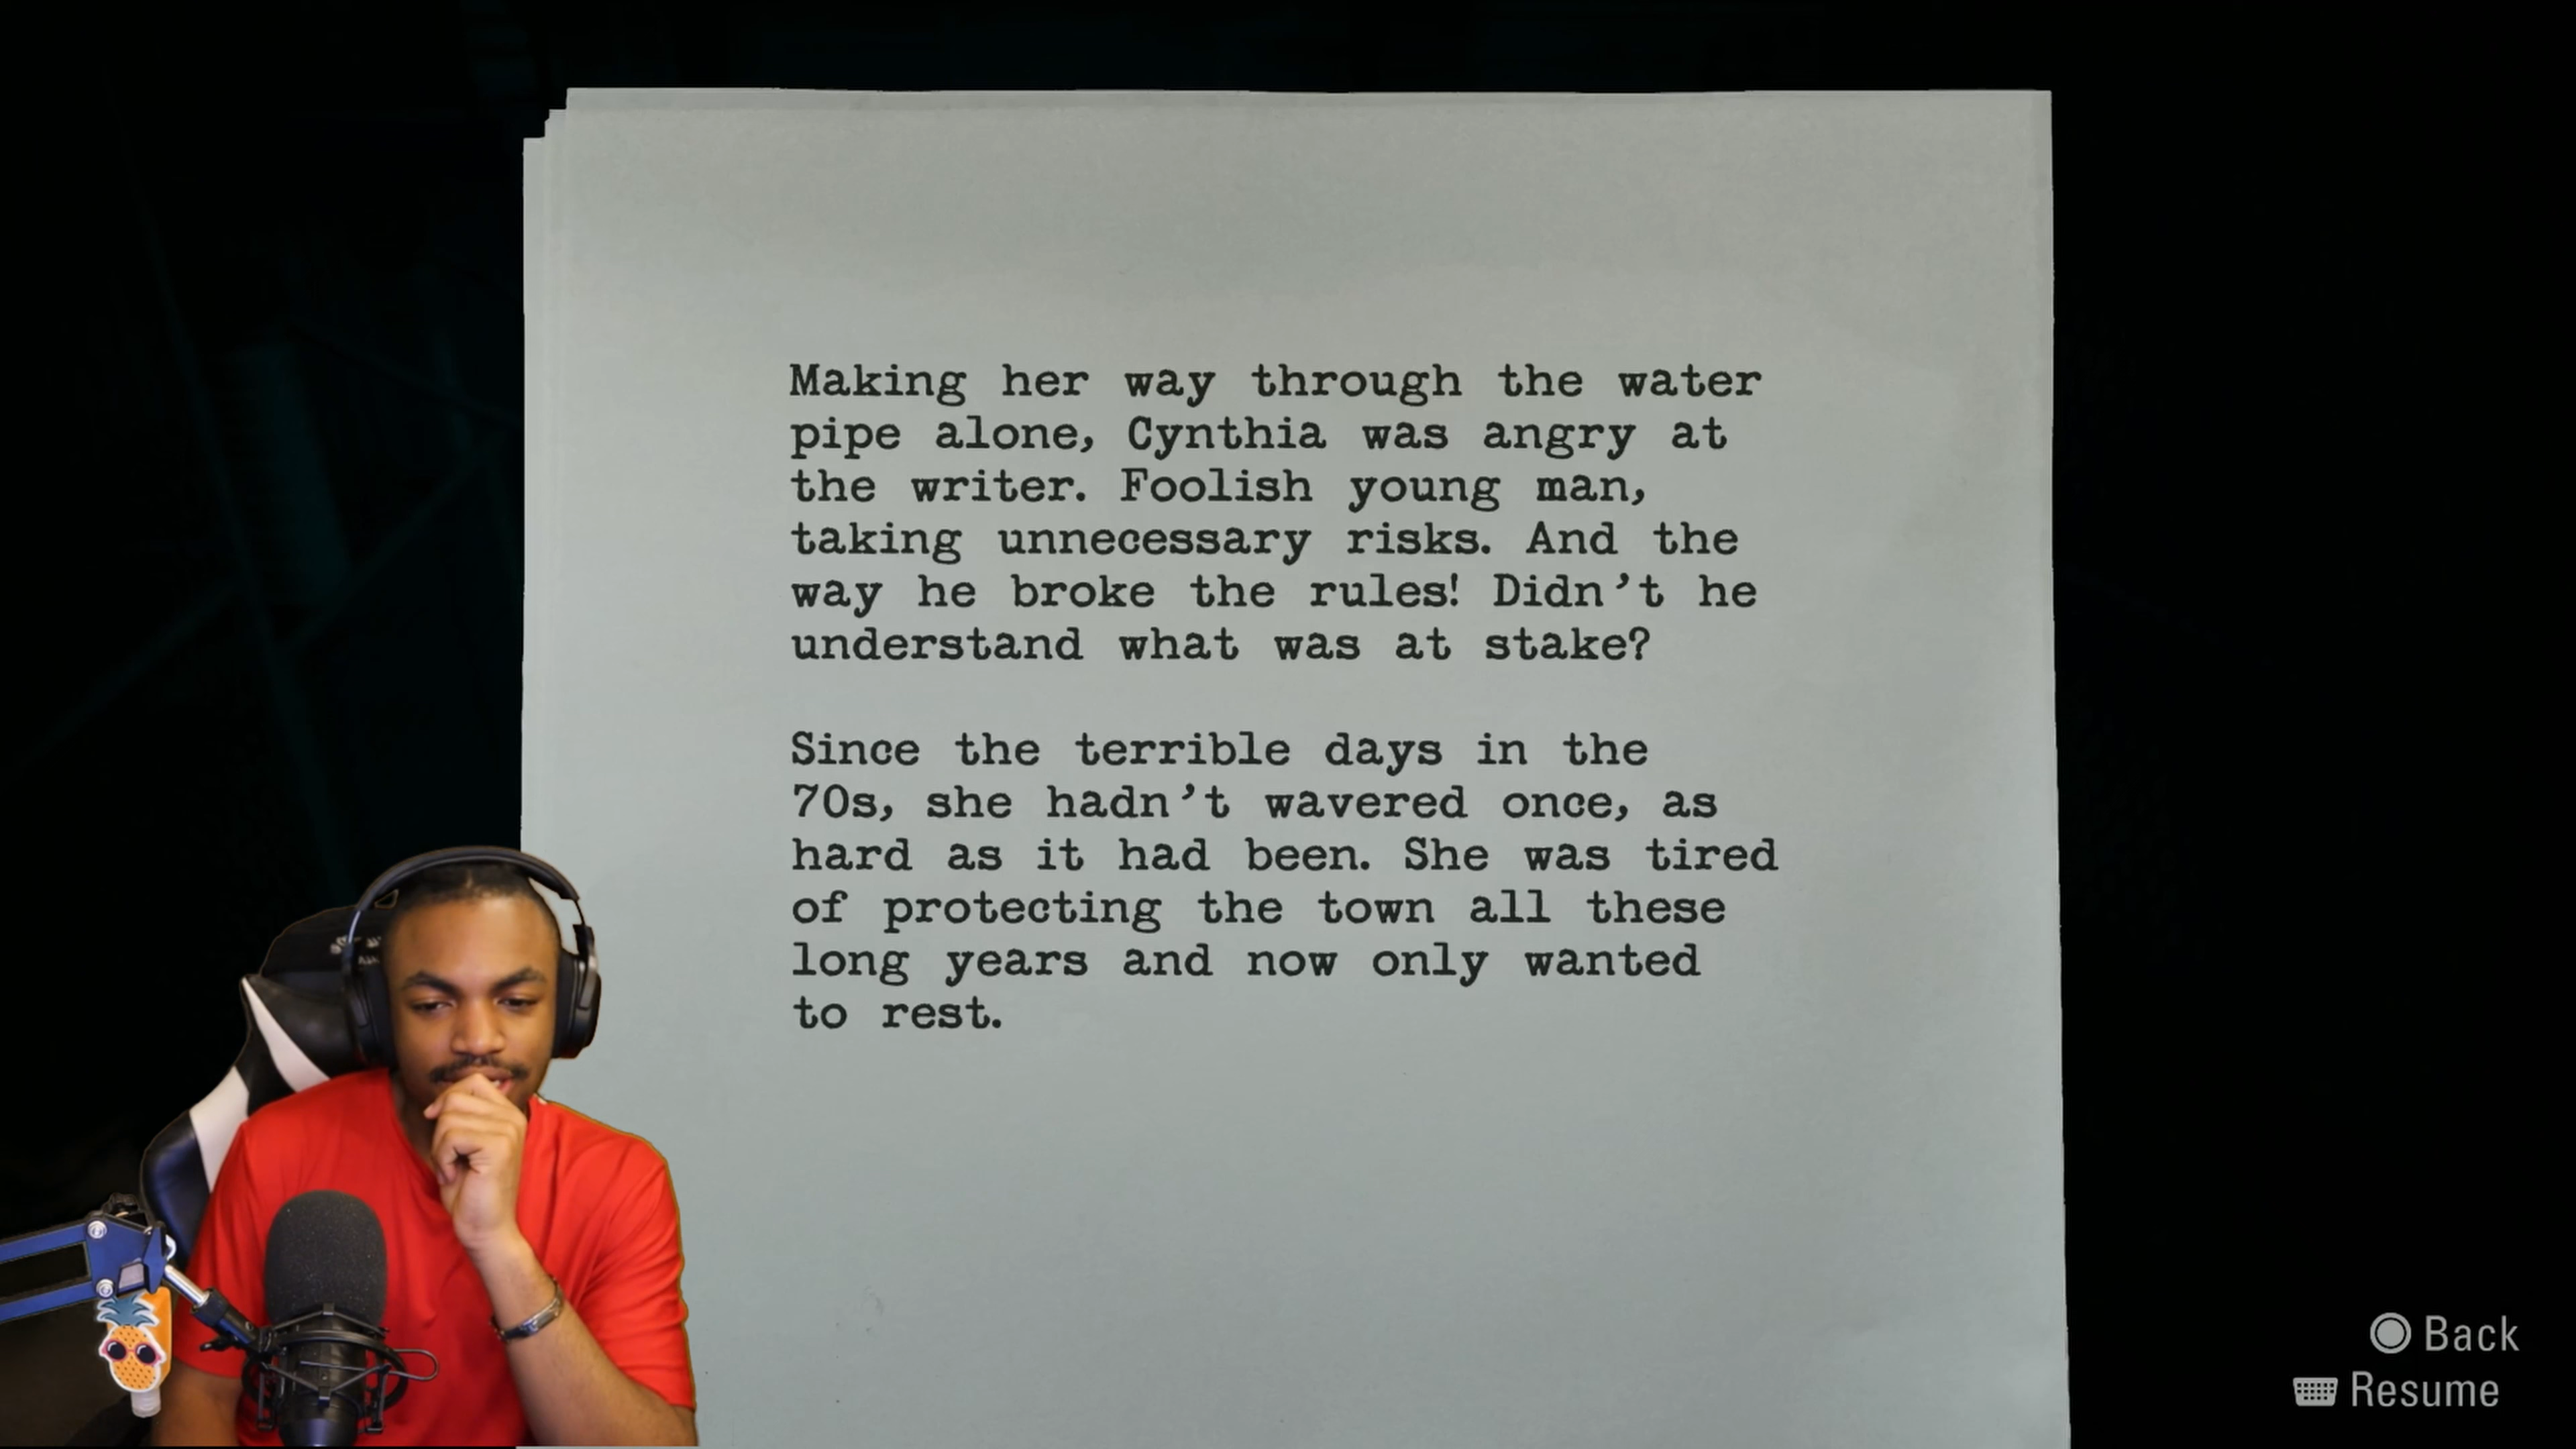 Making her way through the water
pipe alone, Cynthia was angry at
the writer. Foolish young man,
taking unnecessary risks. And the
way he broke the rules! Didn't he
understand what was at stake?
Since the terrible days in the
70s, she hadn't wavered once, as
hard as it had been. She was tired
of protecting the town all these
long years and now only wanted
to rest.
Back
Resume